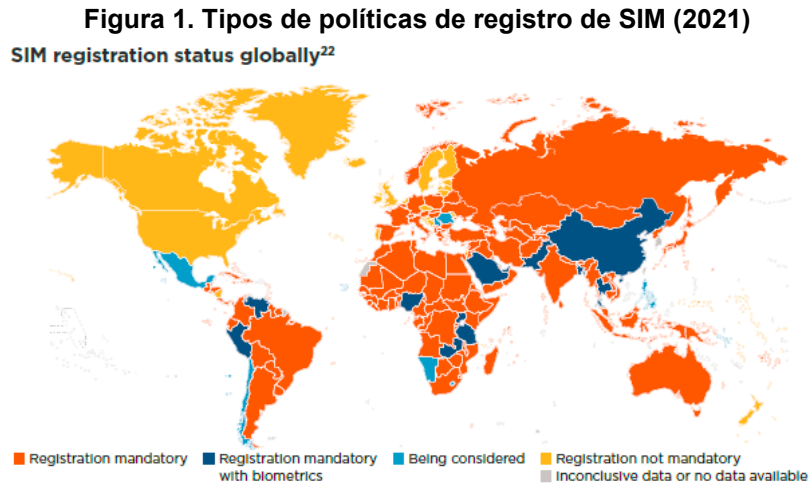 Figura 1. Tipos de políticas de registro de SIM (2021)
SIM registration status globally22
Registration mandatory
Registration mandatory
with biometrics
Being considered
Registration not mandatory
Inconclusive data or no data available